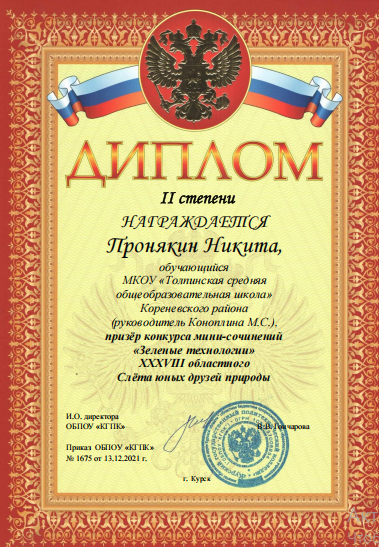 ДИПЛОМ
II степени
НАГРАЖДАЕТСЯ
Пронякин Никита,
обучающийся
МКОУ «Толпинская средняя
общеобразовательная школа»
Кореневского района
(руководитель Коноплина М.С.),
призёр конкурса мини-сочинений
«Зеленые технологии»
XXXVIII областного
Слёта юных друзей природы
И.О. директора
ОБПОУ «КГПК» В.В. Гончарова
Приказ ОБПОУ «КГПК»
№ 1675 от 13.12.2021 г.
г. Курск